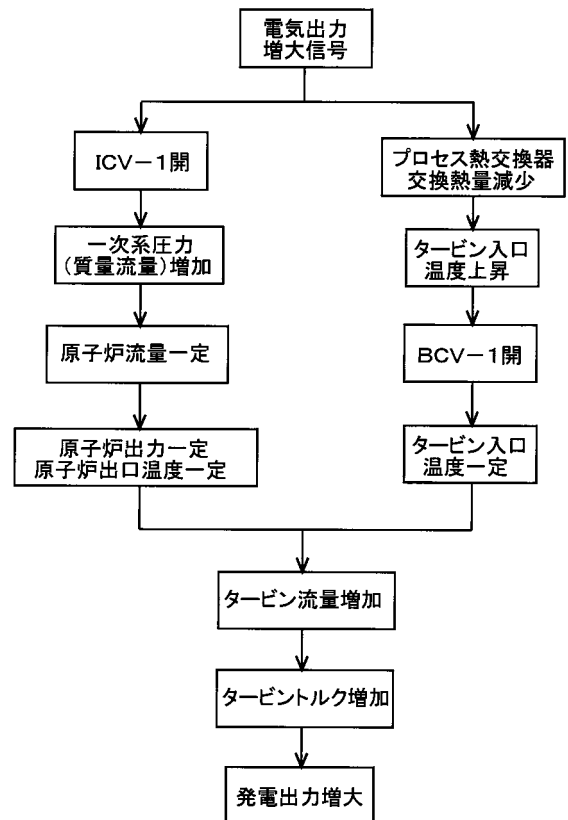 電気出力
増大信号
ICV－1開
プロセス熱交換器
交換熱量減少
一次系圧力
(質量流量)増加
タービン入口
温度上昇
原子炉流量一定
BCV－1開
原子炉出力一定
原子炉出口温度一定
タービン入口
温度一定
タービン流量増加
タービントルク増加
発電出力増大